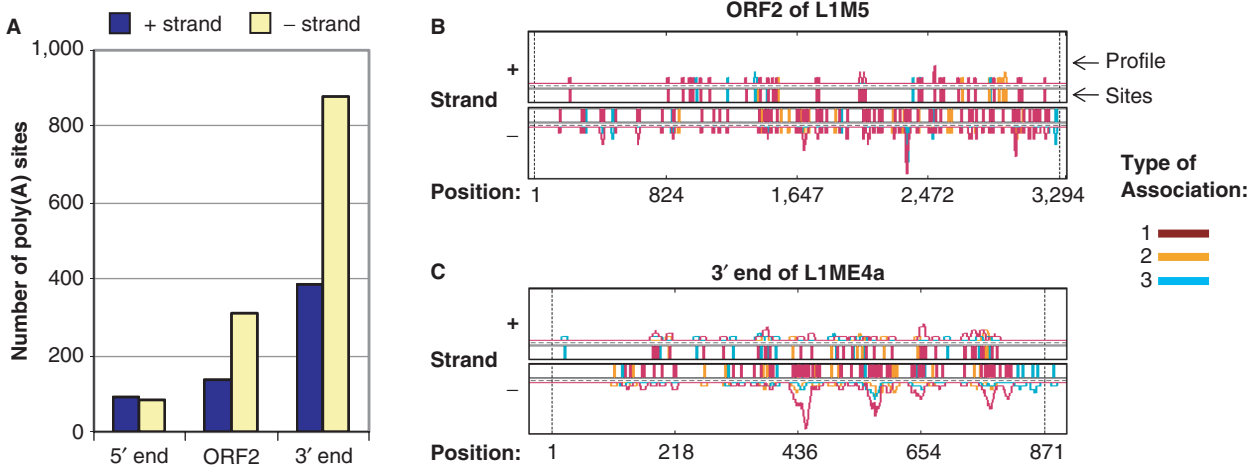 A
+ strand
– strand
1,000
800
600
400
200
0
Number of poly(A) sites
5′ end
ORF2
3′ end
B
ORF2 of L1M5
+
Strand
–
← Profile
← Sites
Position:
1
824
1,647
2,472
3,294
C
3′ end of L1ME4a
+
Strand
–
Position:
1
218
436
654
871
Type of
Association:
1
2
3